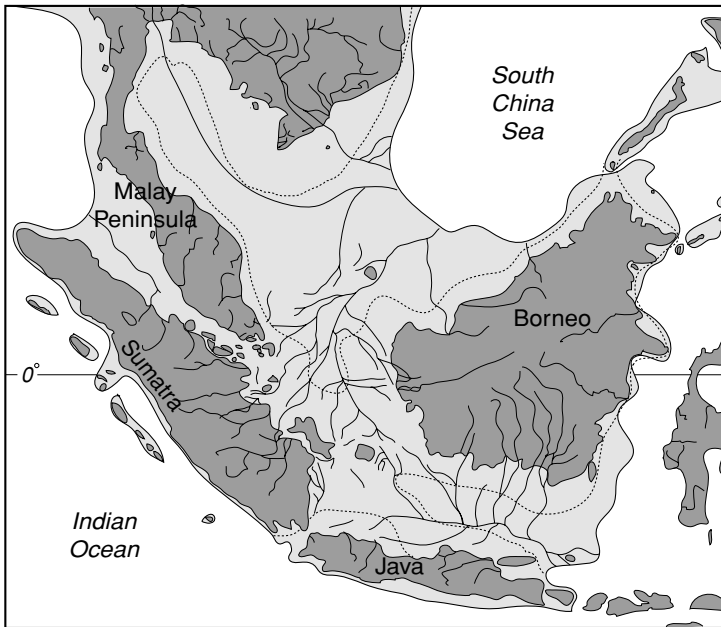 South
China
Sea
Malay
Peninsula
Borneo
Sumatra
0°
Indian
Ocean
Java